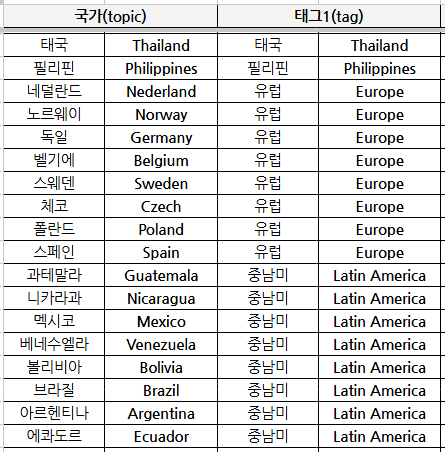 국가(topic) 태그1(tag)
태국 Thailand 태국 Thailand
필리핀 Philippines 필리핀 Philippines
네덜란드 Nederland 유럽 Europe
노르웨이 Norway 유럽 Europe
독일 Germany 유럽 Europe
벨기에 Belgium 유럽 Europe
스웨덴 Sweden 유럽 Europe
체코 Czech 유럽 Europe
폴란드 Poland 유럽 Europe
스페인 Spain 유럽 Europe
과테말라 Guatemala 중남미 Latin America
니카라과 Nicaragua 중남미 Latin America
멕시코 Mexico 중남미 Latin America
베네수엘라 Venezuela 중남미 Latin America
볼리비아 Bolivia 중남미 Latin America
브라질 Brazil 중남미 Latin America
아르헨티나 Argentina 중남미 Latin America
에콰도르 Ecuador 중남미 Latin America